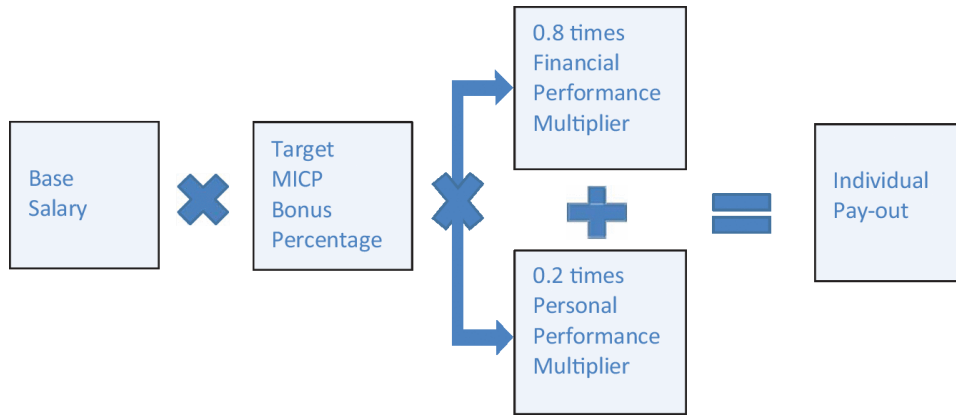 Base
Salary
Target
MICP
Bonus
Percentage
0.8 times
Financial
Performance
Multiplier
0.2 times
Personal
Performance
Multiplier
Individual
Pay-out